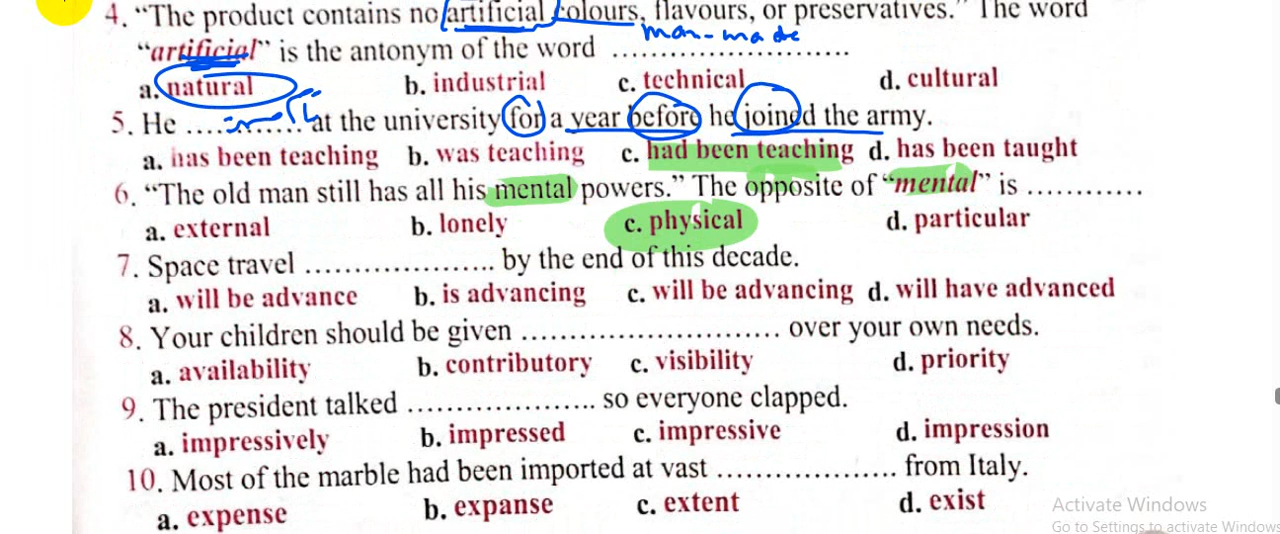 4. “The product contains no artificial colours, flavours, or preservatives.” The word
man-made
“artificial” is the antonym of the word ..........................
a. natural b. industrial c. technical d. cultural
5. He ............... at the university for a year before he joined the army.
a. has been teaching b. was teaching c. had been teaching d. has been taught
6. “The old man still has all his mental powers.” The opposite of “mental” is ............
a. external b. lonely c. physical d. particular
7. Space travel .................... by the end of this decade.
a. will be advance b. is advancing c. will be advancing d. will have advanced
8. Your children should be given ........................... over your own needs.
a. availability b. contributory c. visibility d. priority
9. The president talked .................... so everyone clapped.
a. impressively b. impressed c. impressive d. impression
10. Most of the marble had been imported at vast ................... from Italy.
a. expense b. expanse c. extent d. exist
Activate Windows
Go to Settings to activate Windows